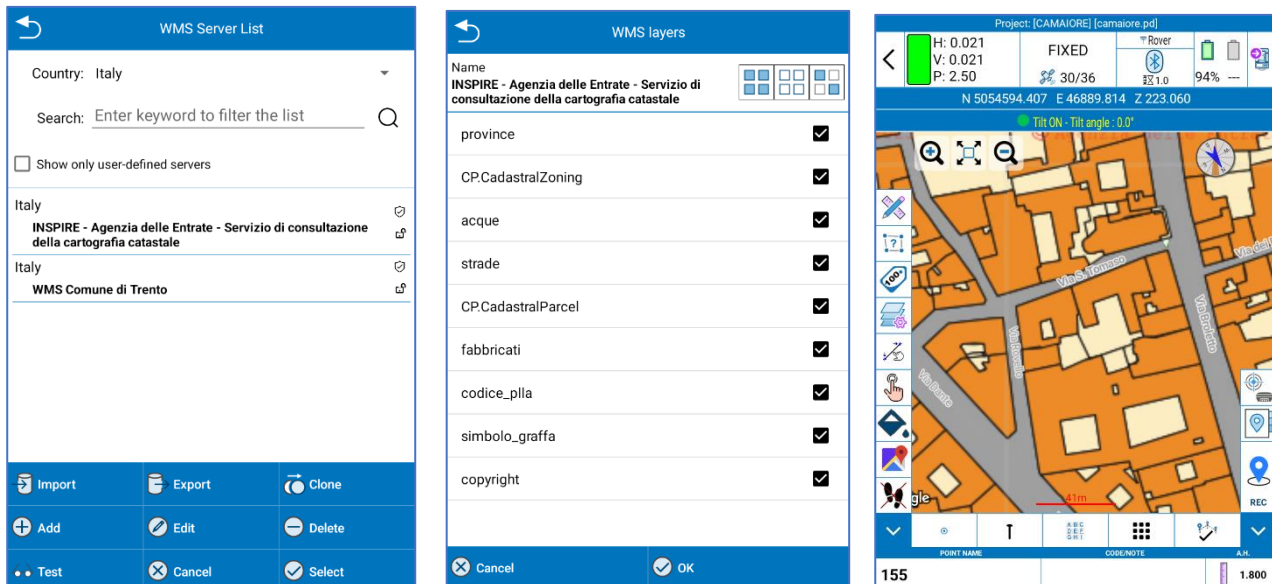 WMS Server List
Country: Italy
Search: Enter keyword to filter the list
Show only user-defined servers
Italy
INSPIRE - Agenzia delle Entrate - Servizio di consultazione
della cartografia catastale
Italy
WMS Comune di Trento
Import
Export
Clone
Add
Edit
Delete
Test
Cancel
Select
WMS layers
Name
INSPIRE - Agenzia delle Entrate - Servizio di
consultazione della cartografia catastale
province
CP.CadastralZoning
acque
strade
CP.CadastralParcel
fabbricati
codice_plla
simbolo_graffa
copyright
Cancel
OK
Project: [CAMAIORE] [camaiore.pd]
H: 0.021
V: 0.021
P: 2.50
FIXED
30/36
Rover
1.0
94%
---
N 5054594.407 E 46889.814 Z 223.060
Tilt ON - Tilt angle : 0.0°
Via S. Tomaso
Via del
Via Broletto
Via Rovello
Via Dante
100.
?
gle
41m
REC
A B C
D E F
G H I
POINT NAME
CODE/NOTE
A.H.
155
1.800